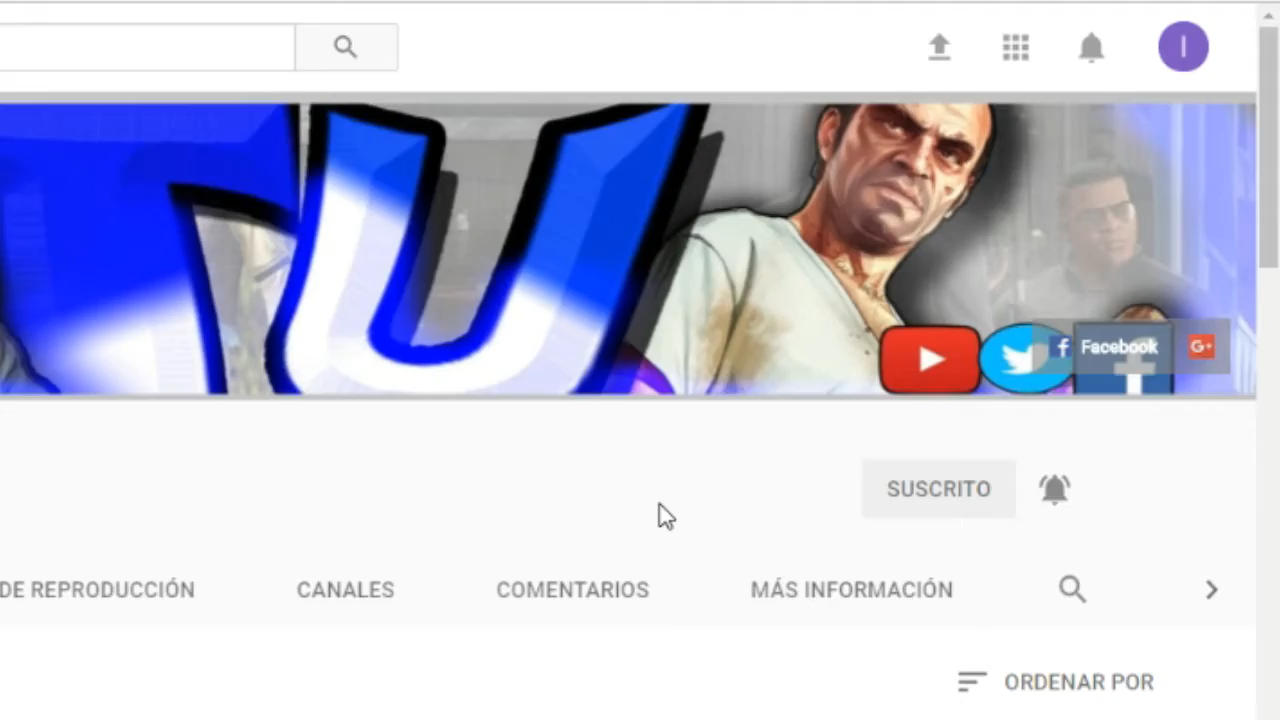 I
U
f Facebook G+
SUSCRITO
DE REPRODUCCIÓN CANALES COMENTARIOS MÁS INFORMACIÓN
ORDENAR POR